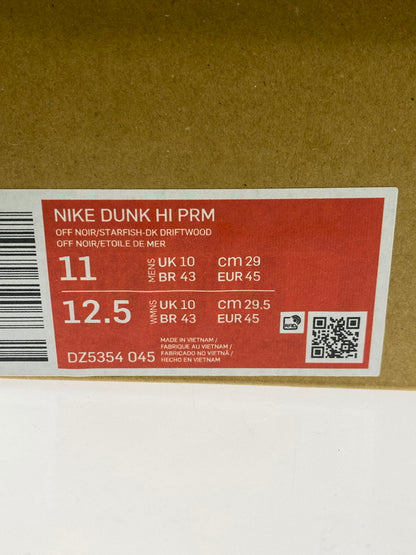 NIKE DUNK HI PRM
OFF NOIR/STARFISH-DK DRIFTWOOD
OFF NOIR/ETOILE DE MER
11 MENS UK 10 cm 29
BR 43 EUR 45
12.5 WMNS UK 10 cm 29.5
BR 43 EUR 45
RFID
DZ5354 045
MADE IN VIETNAM /
FABRIQUE AU VIETNAM /
FABRICADO NO VIETNÃ /
HECHO EN VIETNAM